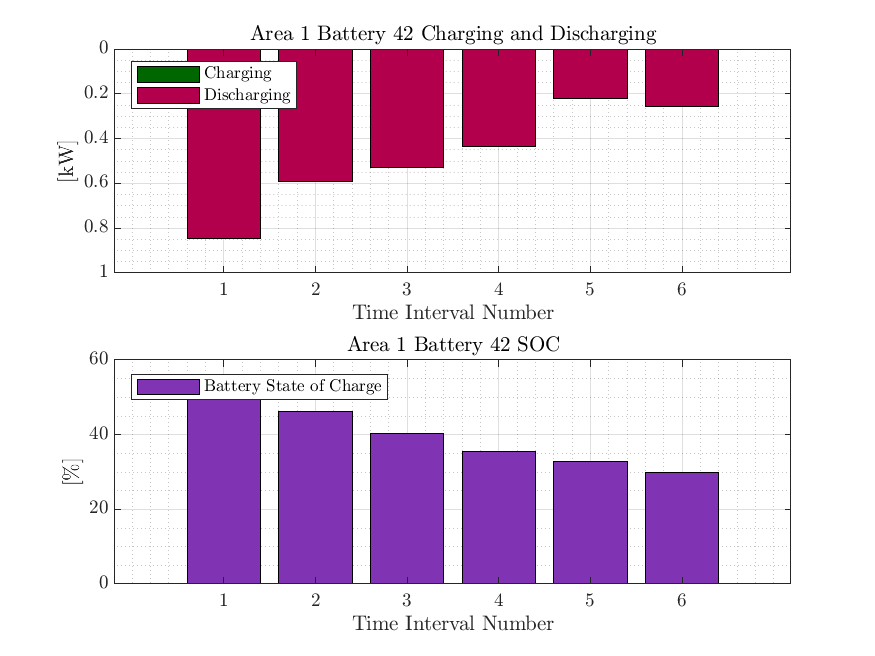 Area 1 Battery 42 Charging and Discharging
0
0.2
0.4
0.6
0.8
1
[kW]
Charging
Discharging
1 2 3 4 5 6
Time Interval Number
Area 1 Battery 42 SOC
60
40
20
0
[%]
Battery State of Charge
1 2 3 4 5 6
Time Interval Number